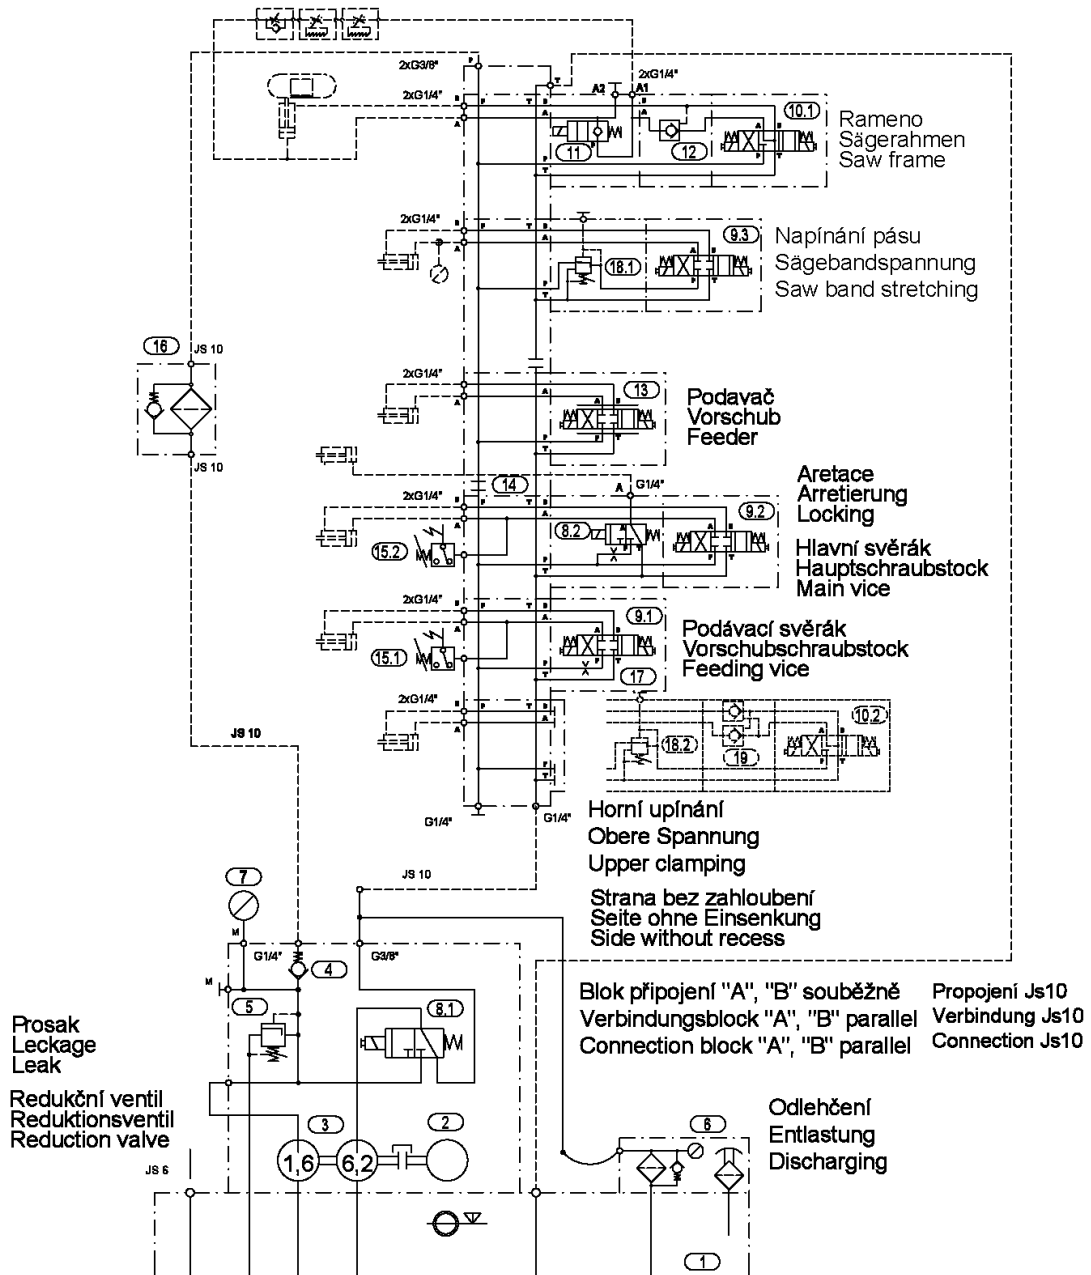 P
2xG3/8"
T
2xG1/4"
A2
A1
2xG1/4"
B
P
T
B
B
A
A
A
A
B
10.1
Rameno
Sägerahmen
Saw frame
11
P
12
P
T
P
T
2xG1/4"
B
P
T
B
A
A
9.3
A
B
Napínání pásu
Sägebandspannung
Saw band stretching
18.1
P
T
P
T
16
JS 10
2xG1/4"
B
P
T
B
A
A
13
A
B
Podavač
Vorschub
Feeder
P
T
P
T
JS 10
14
A
G1/4"
Aretace
Arretierung
Locking
2xG1/4"
B
P
T
B
A
A
8.2
A
P
T
9.2
A
B
15.2
P
T
P
T
Hlavní svěrák
Hauptschraubstock
Main vice
2xG1/4"
B
P
T
B
A
A
9.1
A
B
15.1
P
T
P
T
Podávací svěrák
Vorschubschraubstock
Feeding vice
17
2xG1/4"
B
P
T
B
A
A
JS 10
18.2
19
10.2
A
B
P
T
P
T
G1/4"
G1/4"
Horní upínání
Obere Spannung
Upper clamping
JS 10
7
Strana bez zahloubení
Seite ohne Einsenkung
Side without recess
M
G1/4"
4
G3/8"
M
5
8.1
Blok připojení "A", "B" souběžně
Verbindungsblock "A", "B" parallel
Connection block "A", "B" parallel
Propojení Js10
Verbindung Js10
Connection Js10
Prosak
Leckage
Leak
Redukční ventil
Reduktionsventil
Reduction valve
3
2
6
Odlehčení
Entlastung
Discharging
JS 6
1,6
6,2
1